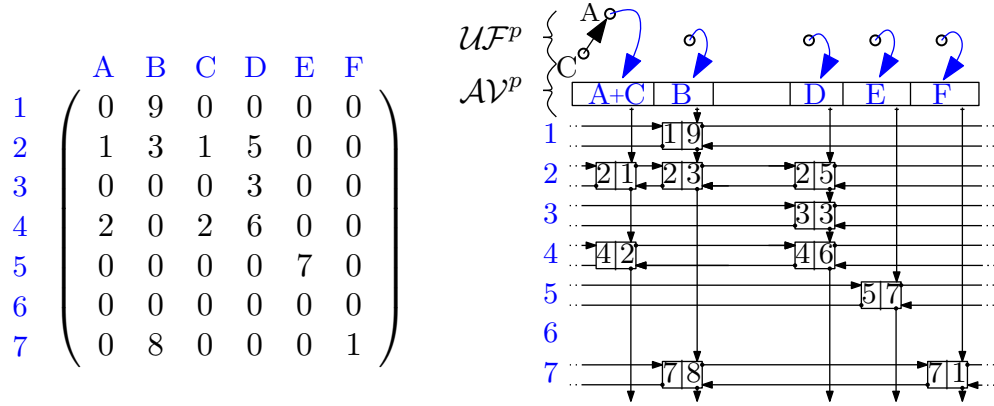 A B C D E F
1 0 9 0 0 0 0
2 1 3 1 5 0 0
3 0 0 0 3 0 0
4 2 0 2 6 0 0
5 0 0 0 0 7 0
6 0 0 0 0 0 0
7 0 8 0 0 0 1
A
𝒰ℱᵖ
C
𝒜𝒱ᵖ
A+C B D E F
1 1 9
2 2 1 2 3 2 5
3 3 3
4 4 2 4 6
5 5 7
6
7 7 8 7 1